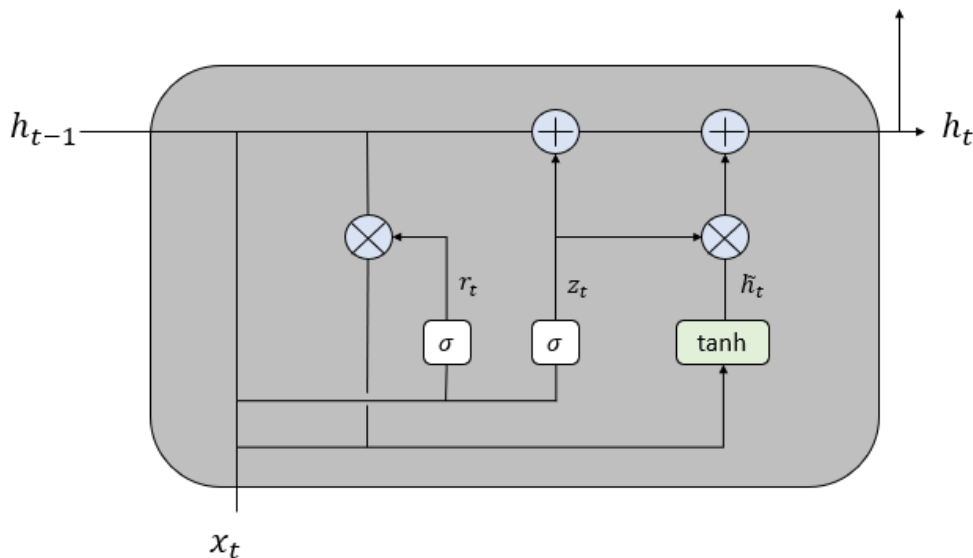 h_{t-1}
h_t
r_t
z_t
h̃_t
σ
σ
tanh
x_t